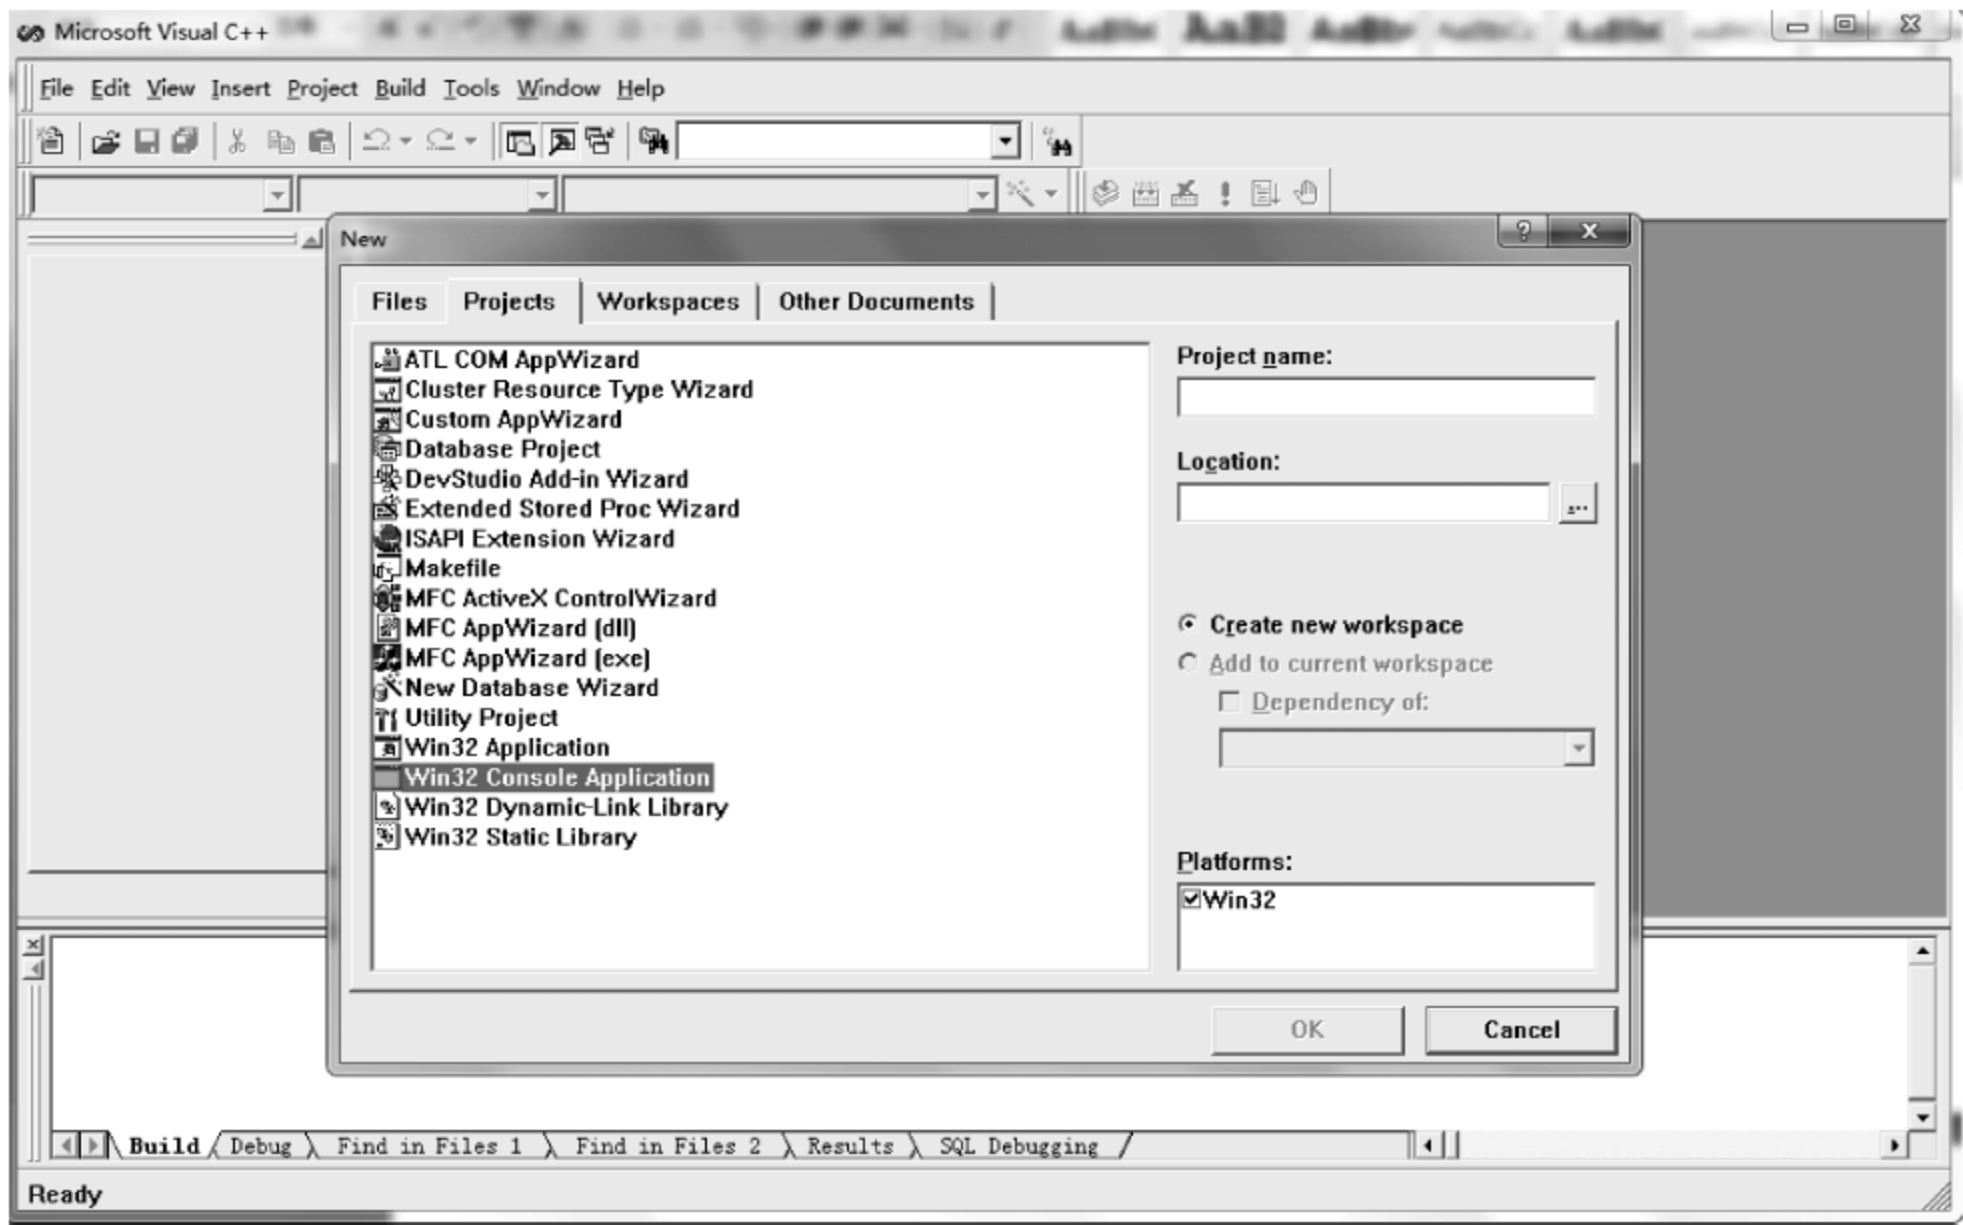 Microsoft Visual C++
File Edit View Insert Project Build Tools Window Help
New
Files Projects Workspaces Other Documents
ATL COM AppWizard
Cluster Resource Type Wizard
Custom AppWizard
Database Project
DevStudio Add-in Wizard
Extended Stored Proc Wizard
ISAPI Extension Wizard
Makefile
MFC ActiveX ControlWizard
MFC AppWizard (dll)
MFC AppWizard (exe)
New Database Wizard
Utility Project
Win32 Application
Win32 Console Application
Win32 Dynamic-Link Library
Win32 Static Library
Project name:
Location:
...
Create new workspace
Add to current workspace
Dependency of:
Platforms:
Win32
OK Cancel
Build Debug Find in Files 1 Find in Files 2 Results SQL Debugging
Ready